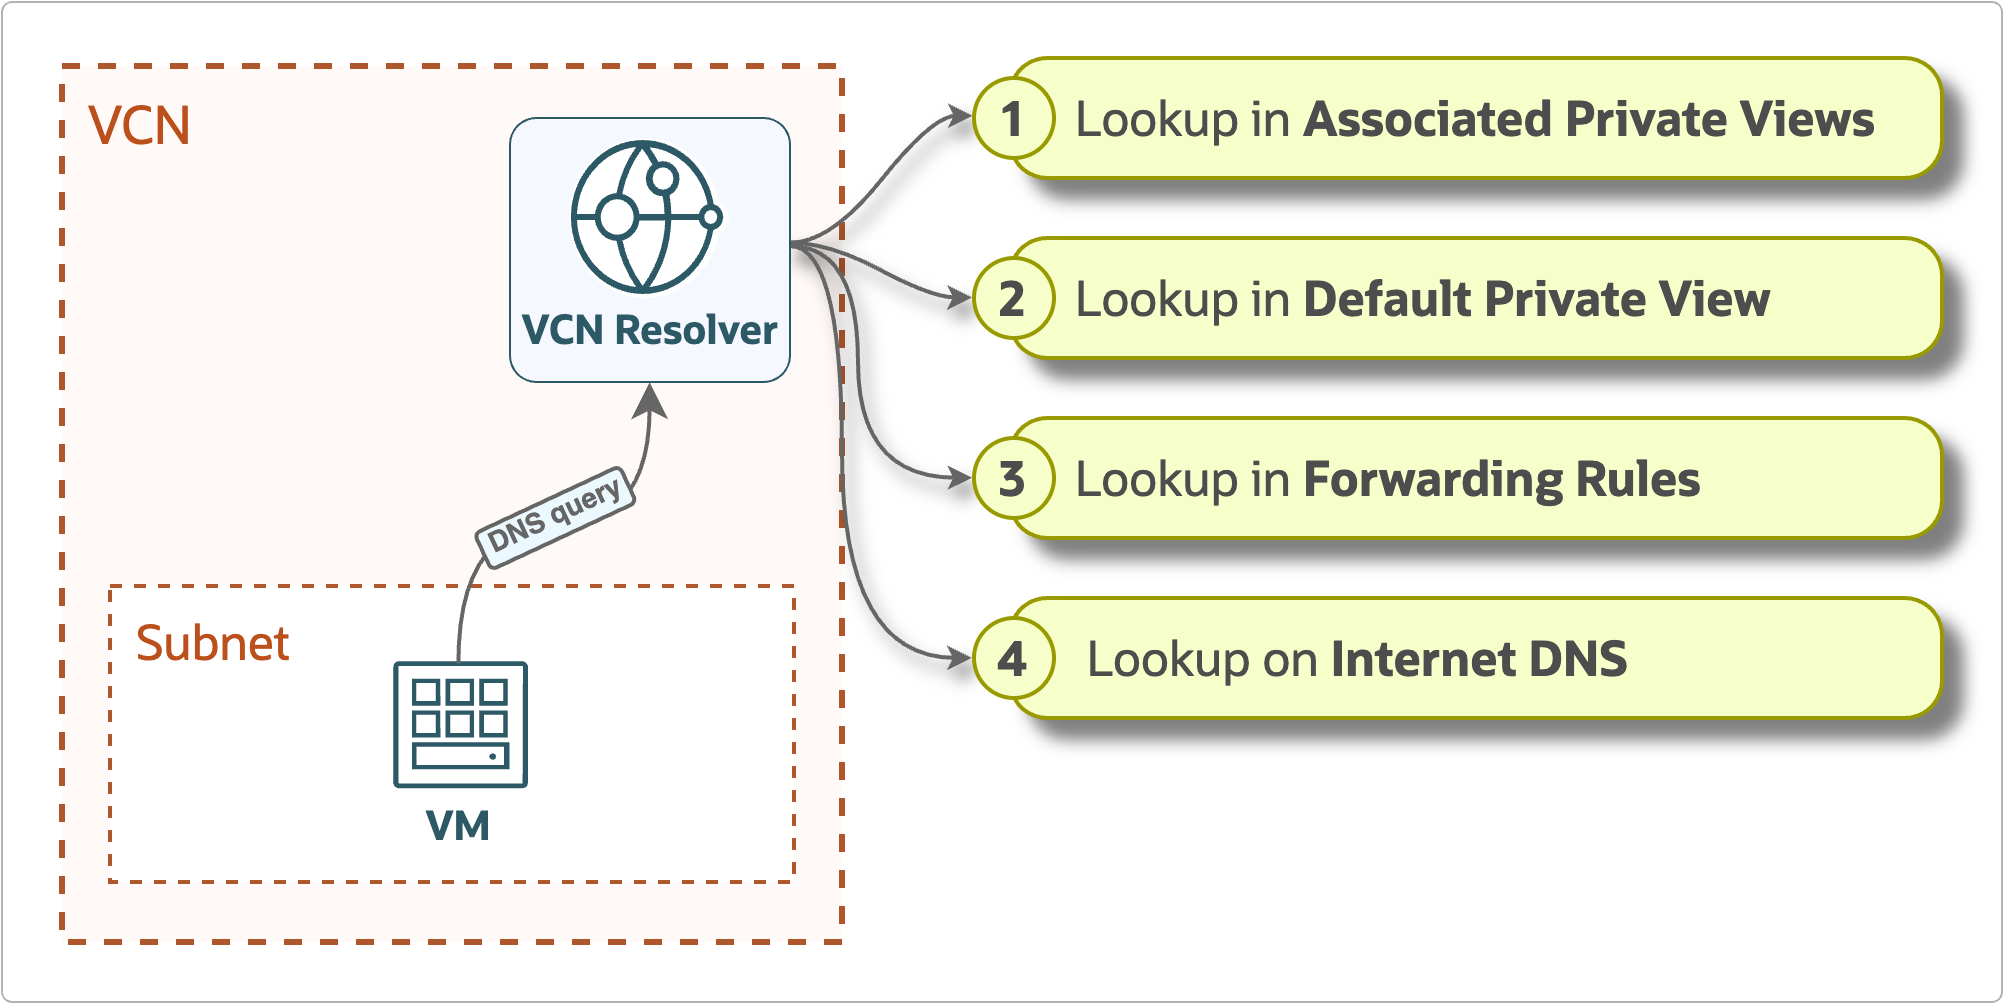 VCN
VCN Resolver
DNS query
Subnet
VM
1 Lookup in Associated Private Views
2 Lookup in Default Private View
3 Lookup in Forwarding Rules
4 Lookup on Internet DNS